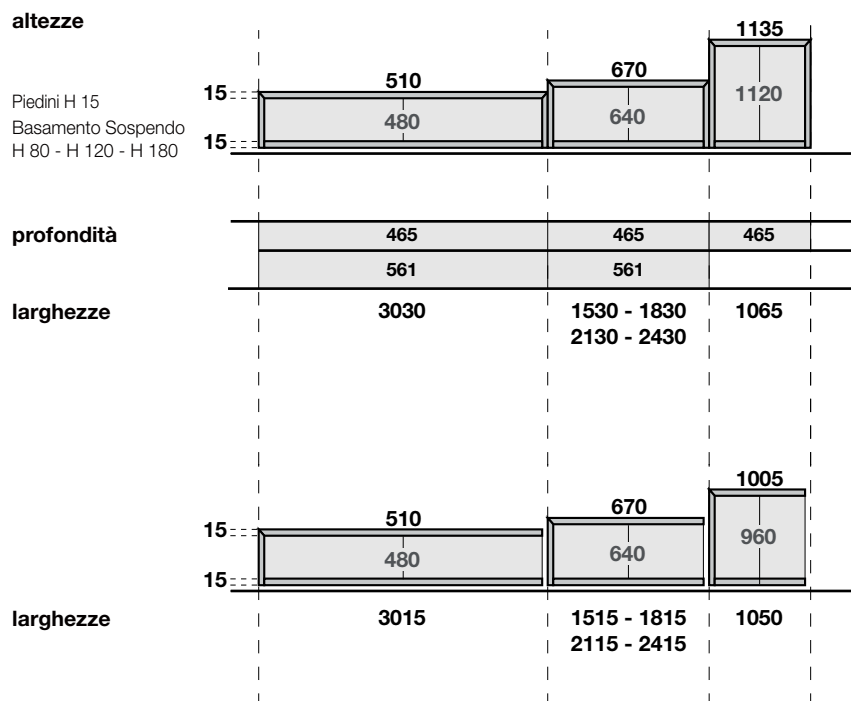 altezze
1135
510
670
Piedini H 15
15
480
640
1120
Basamento Sospendo
H 80 - H 120 - H 180
15
profondità
465
465
465
561
561
larghezze
3030
1530 - 1830
1065
2130 - 2430
1005
510
670
15
480
640
960
15
larghezze
3015
1515 - 1815
1050
2115 - 2415